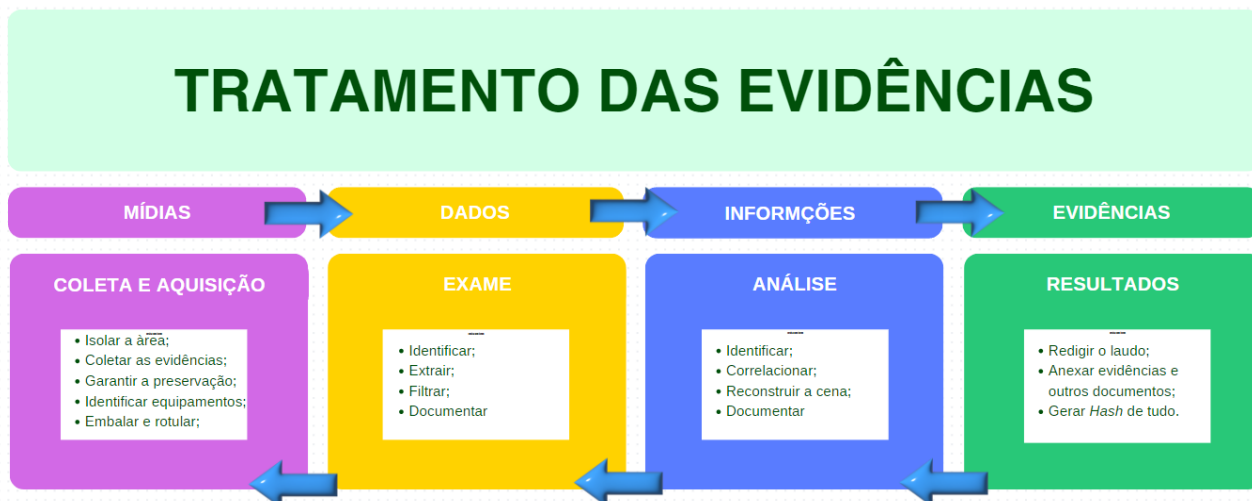 TRATAMENTO DAS EVIDÊNCIAS
MÍDIAS
DADOS
INFORMÇÕES
EVIDÊNCIAS
COLETA E AQUISIÇÃO
• Isolar a àrea;
• Coletar as evidências;
• Garantir a preservação;
• Identificar equipamentos;
• Embalar e rotular;
EXAME
• Identificar;
• Extrair;
• Filtrar;
• Documentar
ANÁLISE
• Identificar;
• Correlacionar;
• Reconstruir a cena;
• Documentar
RESULTADOS
• Redigir o laudo;
• Anexar evidências e
outros documentos;
• Gerar Hash de tudo.